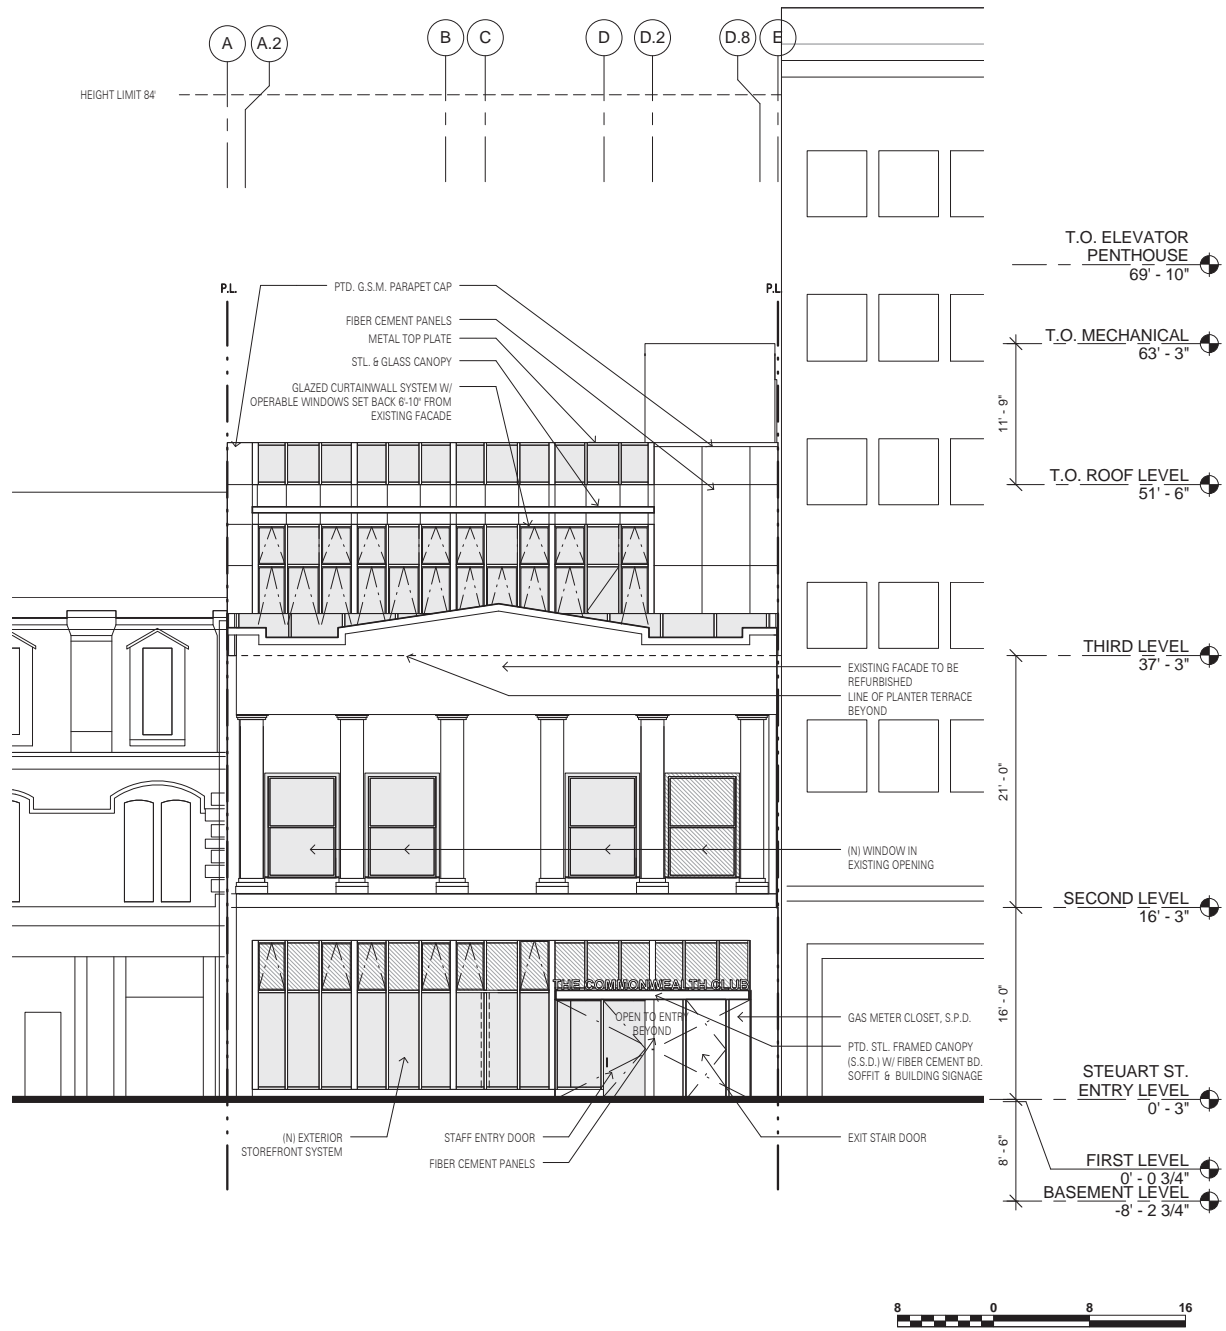 A
A.2
B
C
D
D.2
D.8
E
HEIGHT LIMIT 84'
T.O. ELEVATOR
PENTHOUSE
69' - 10"
P.L.
P.L
PTD. G.S.M. PARAPET CAP
FIBER CEMENT PANELS
METAL TOP PLATE
STL. & GLASS CANOPY
GLAZED CURTAINWALL SYSTEM W/
OPERABLE WINDOWS SET BACK 6'-10" FROM
EXISTING FACADE
T.O. MECHANICAL
63' - 3"
11' - 9"
T.O. ROOF LEVEL
51' - 6"
THIRD LEVEL
37' - 3"
EXISTING FACADE TO BE
REFURBISHED
LINE OF PLANTER TERRACE
BEYOND
21' - 0"
(N) WINDOW IN
EXISTING OPENING
SECOND LEVEL
16' - 3"
THE COMMONWEALTH CLUB
OPEN TO ENTRY
BEYOND
16' - 0"
GAS METER CLOSET, S.P.D.
PTD. STL. FRAMED CANOPY
(S.S.D.) W/ FIBER CEMENT BD.
SOFFIT & BUILDING SIGNAGE
STEUART ST.
ENTRY LEVEL
0' - 3"
(N) EXTERIOR
STOREFRONT SYSTEM
STAFF ENTRY DOOR
FIBER CEMENT PANELS
EXIT STAIR DOOR
8' - 6"
FIRST LEVEL
0' - 0 3/4"
BASEMENT LEVEL
-8' - 2 3/4"
8 0 8 16